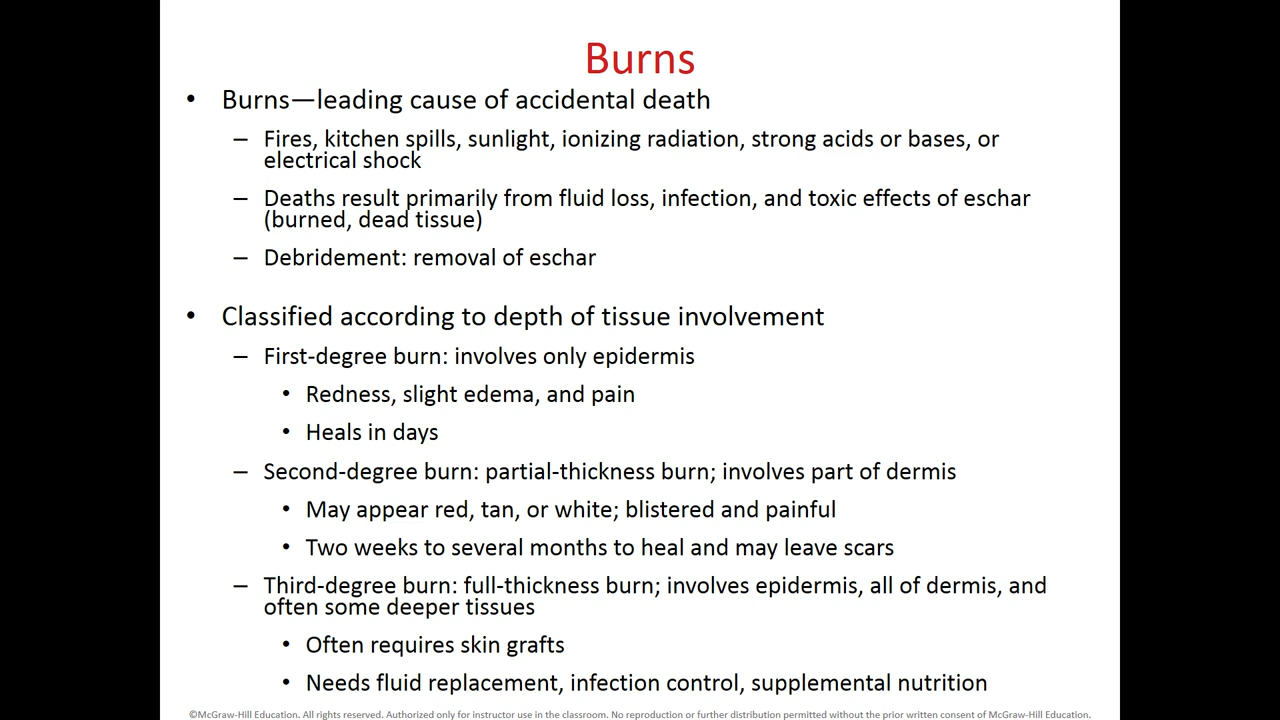 Burns
• Burns—leading cause of accidental death
– Fires, kitchen spills, sunlight, ionizing radiation, strong acids or bases, or
electrical shock
– Deaths result primarily from fluid loss, infection, and toxic effects of eschar
(burned, dead tissue)
– Debridement: removal of eschar
• Classified according to depth of tissue involvement
– First-degree burn: involves only epidermis
• Redness, slight edema, and pain
• Heals in days
– Second-degree burn: partial-thickness burn; involves part of dermis
• May appear red, tan, or white; blistered and painful
• Two weeks to several months to heal and may leave scars
– Third-degree burn: full-thickness burn; involves epidermis, all of dermis, and
often some deeper tissues
• Often requires skin grafts
• Needs fluid replacement, infection control, supplemental nutrition
©McGraw-Hill Education. All rights reserved. Authorized only for instructor use in the classroom. No reproduction or further distribution permitted without the prior written consent of McGraw-Hill Education.